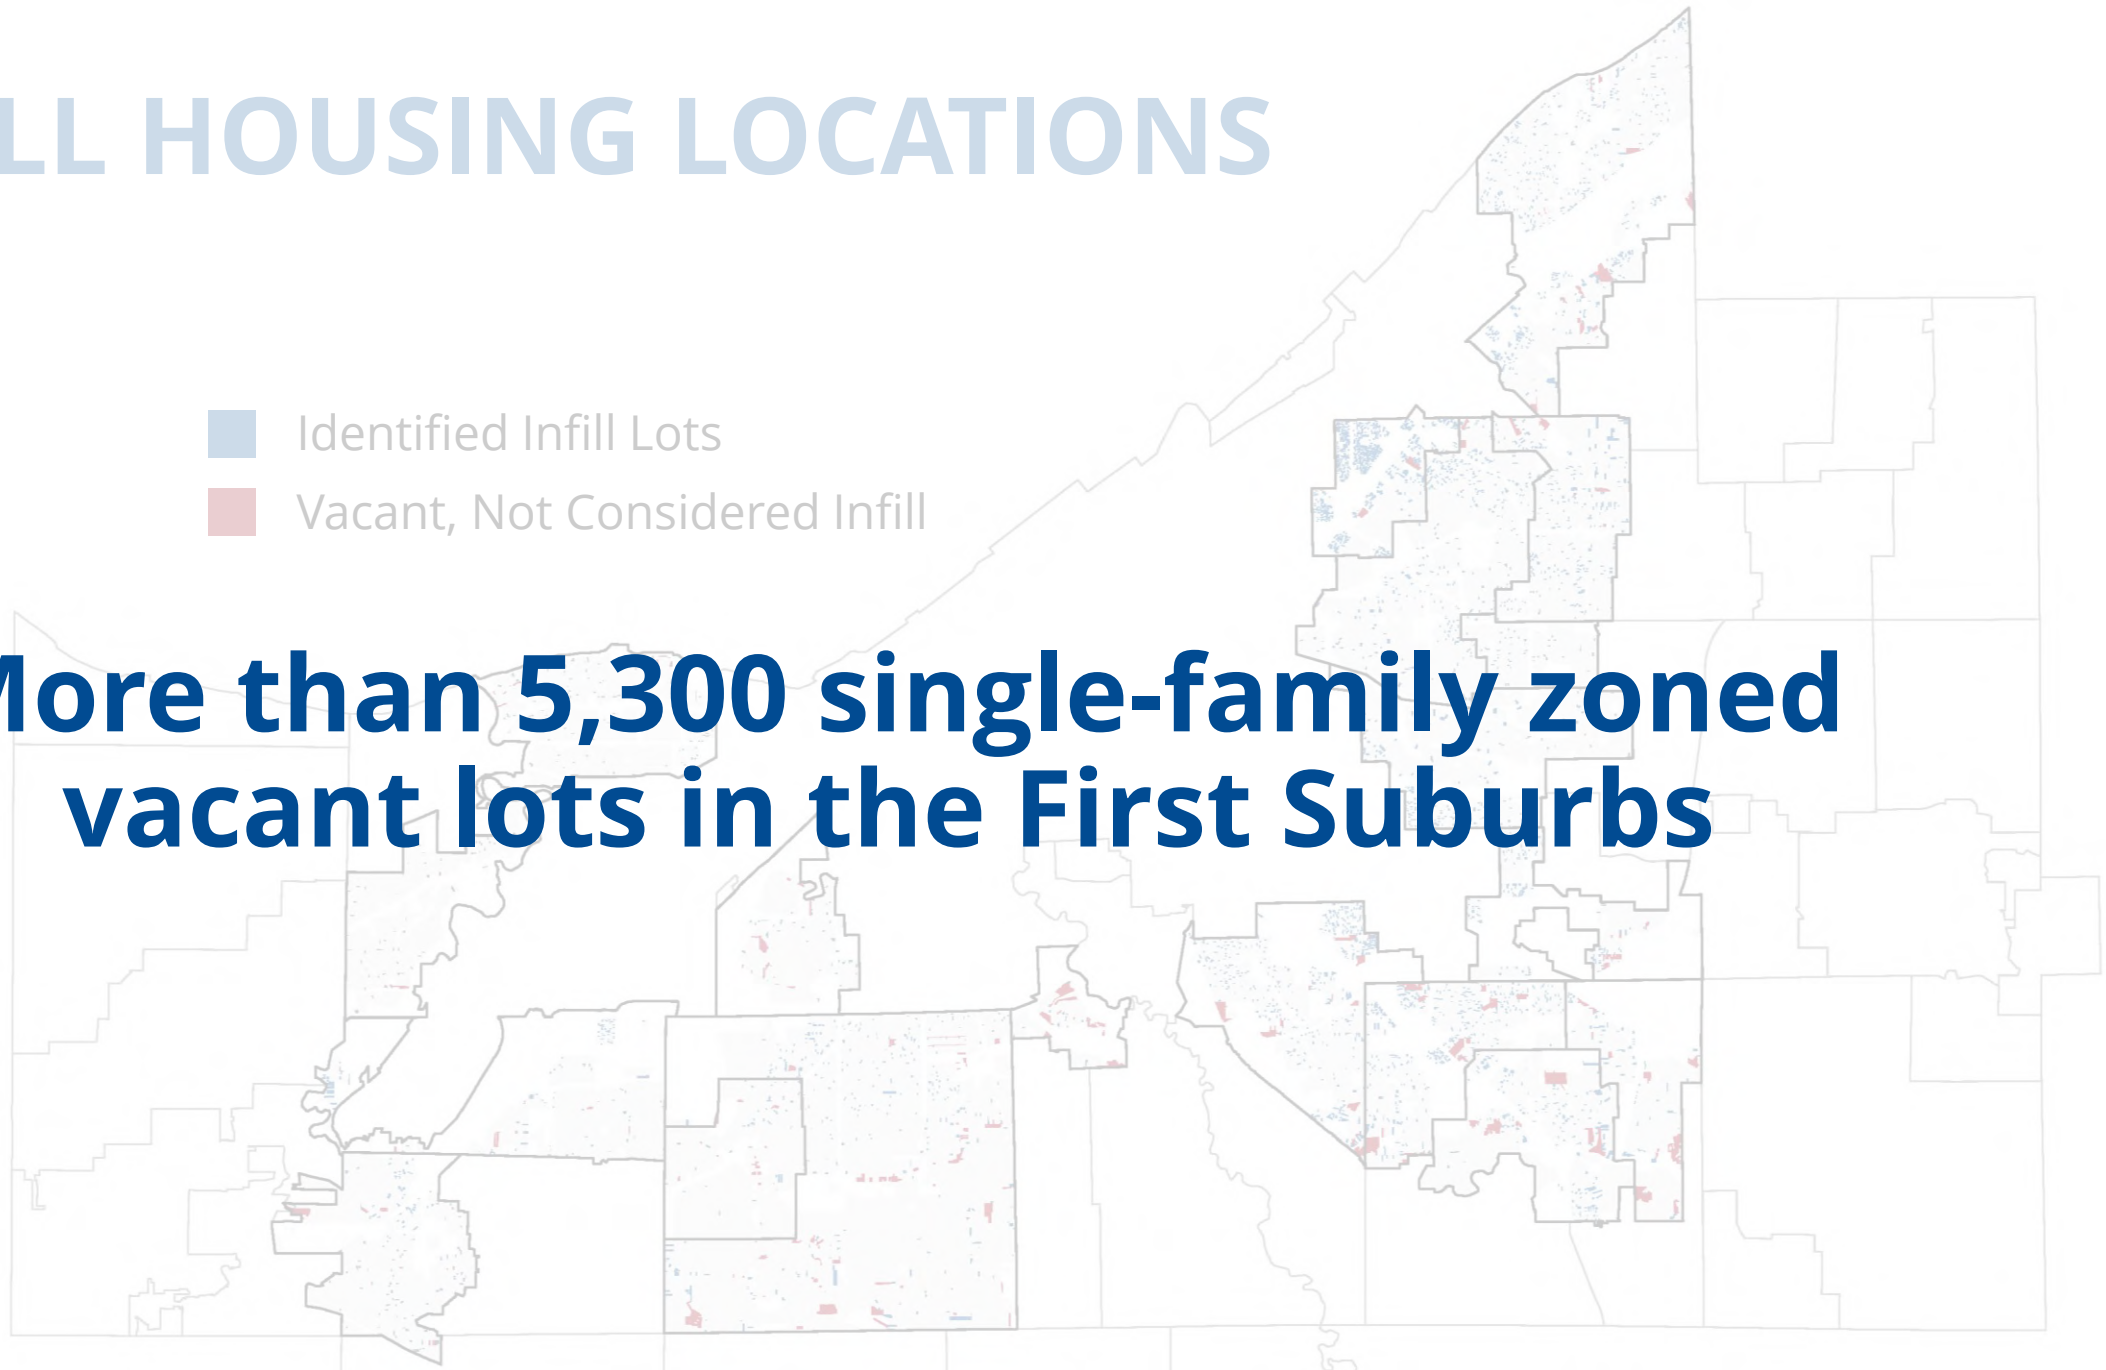 LL HOUSING LOCATIONS
Identified Infill Lots
Vacant, Not Considered Infill
More than 5,300 single-family zoned
vacant lots in the First Suburbs